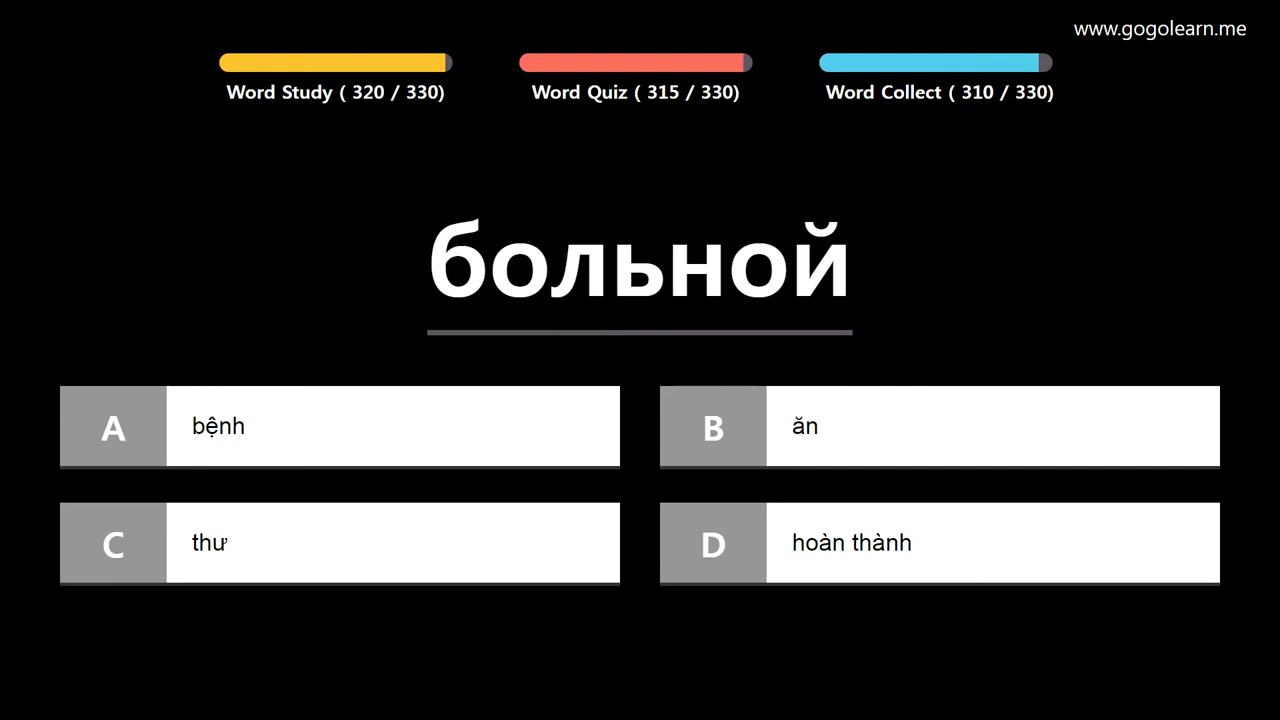 www.gogolearn.me
Word Study ( 320 / 330)
Word Quiz ( 315 / 330)
Word Collect ( 310 / 330)
больной
A bệnh
B ăn
C thư
D hoàn thành